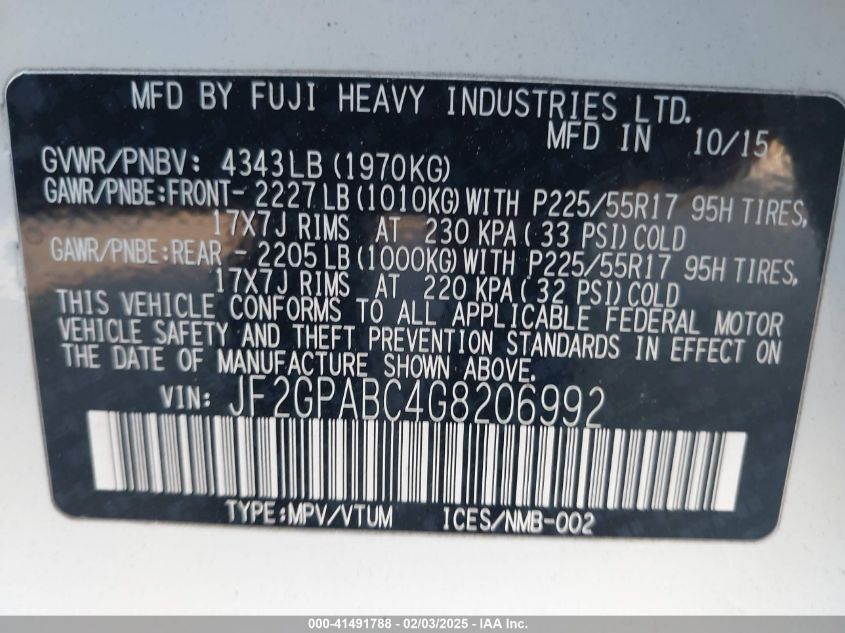 MFD BY FUJI HEAVY INDUSTRIES LTD.
MFD IN 10/15
GVWR/PNBV: 4343LB (1970KG)
GAWR/PNBE:FRONT- 2227LB (1010KG) WITH P225/55R17 95H TIRES,
17X7J RIMS AT 230 KPA ( 33 PSI) COLD
GAWR/PNBE:REAR - 2205LB (1000KG) WITH P225/55R17 95H TIRES,
17X7J RIMS AT 220 KPA ( 32 PSI) COLD
THIS VEHICLE CONFORMS TO ALL APPLICABLE FEDERAL MOTOR
VEHICLE SAFETY AND THEFT PREVENTION STANDARDS IN EFFECT ON
THE DATE OF MANUFACTURE SHOWN ABOVE.
VIN: JF2GPABC4G8206992
TYPE:MPV/VTUM ICES/NMB-002
000-41491788 - 02/03/2025 - IAA Inc.